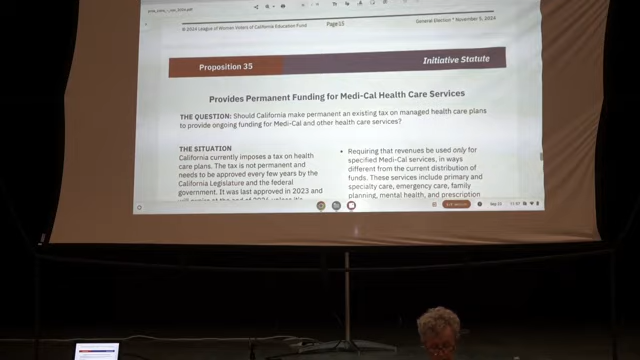 © 2024 League of Women Voters of California Education Fund
Page 15
General Election * November 5, 2024
Proposition 35
Initiative Statute
Provides Permanent Funding for Medi-Cal Health Care Services
THE QUESTION: Should California make permanent an existing tax on managed health care plans
to provide ongoing funding for Medi-Cal and other health care services?
THE SITUATION
California currently imposes a tax on health
care plans. The tax is not permanent and
needs to be approved every few years by the
California Legislature and the federal
government. It was last approved in 2023 and
• Requiring that revenues be used only for
specified Medi-Cal services, in ways
different from the current distribution of
funds. These services include primary and
specialty care, emergency care, family
planning, mental health, and prescription